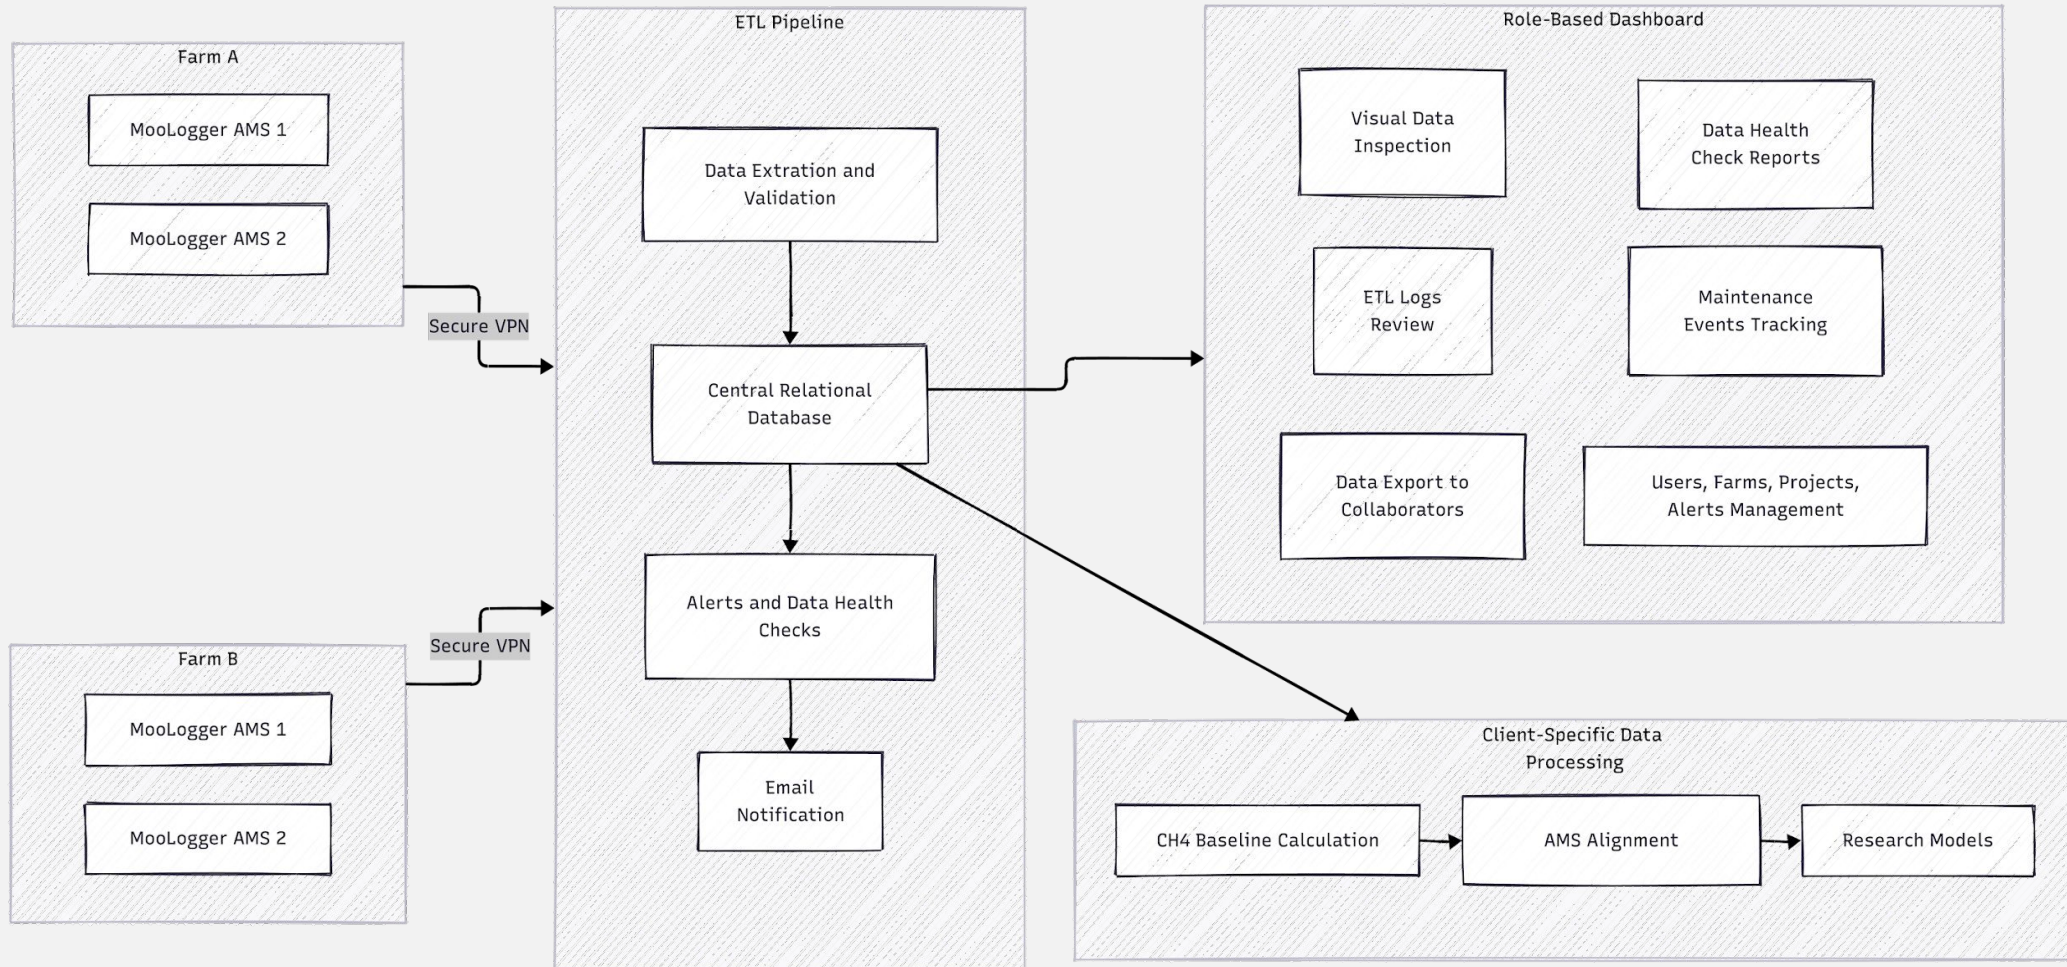 Farm A
MooLogger AMS 1
MooLogger AMS 2
Secure VPN
Farm B
MooLogger AMS 1
MooLogger AMS 2
Secure VPN
ETL Pipeline
Data Extration and
Validation
Central Relational
Database
Alerts and Data Health
Checks
Email
Notification
Role-Based Dashboard
Visual Data
Inspection
Data Health
Check Reports
ETL Logs
Review
Maintenance
Events Tracking
Data Export to
Collaborators
Users, Farms, Projects,
Alerts Management
Client-Specific Data
Processing
CH4 Baseline Calculation
AMS Alignment
Research Models